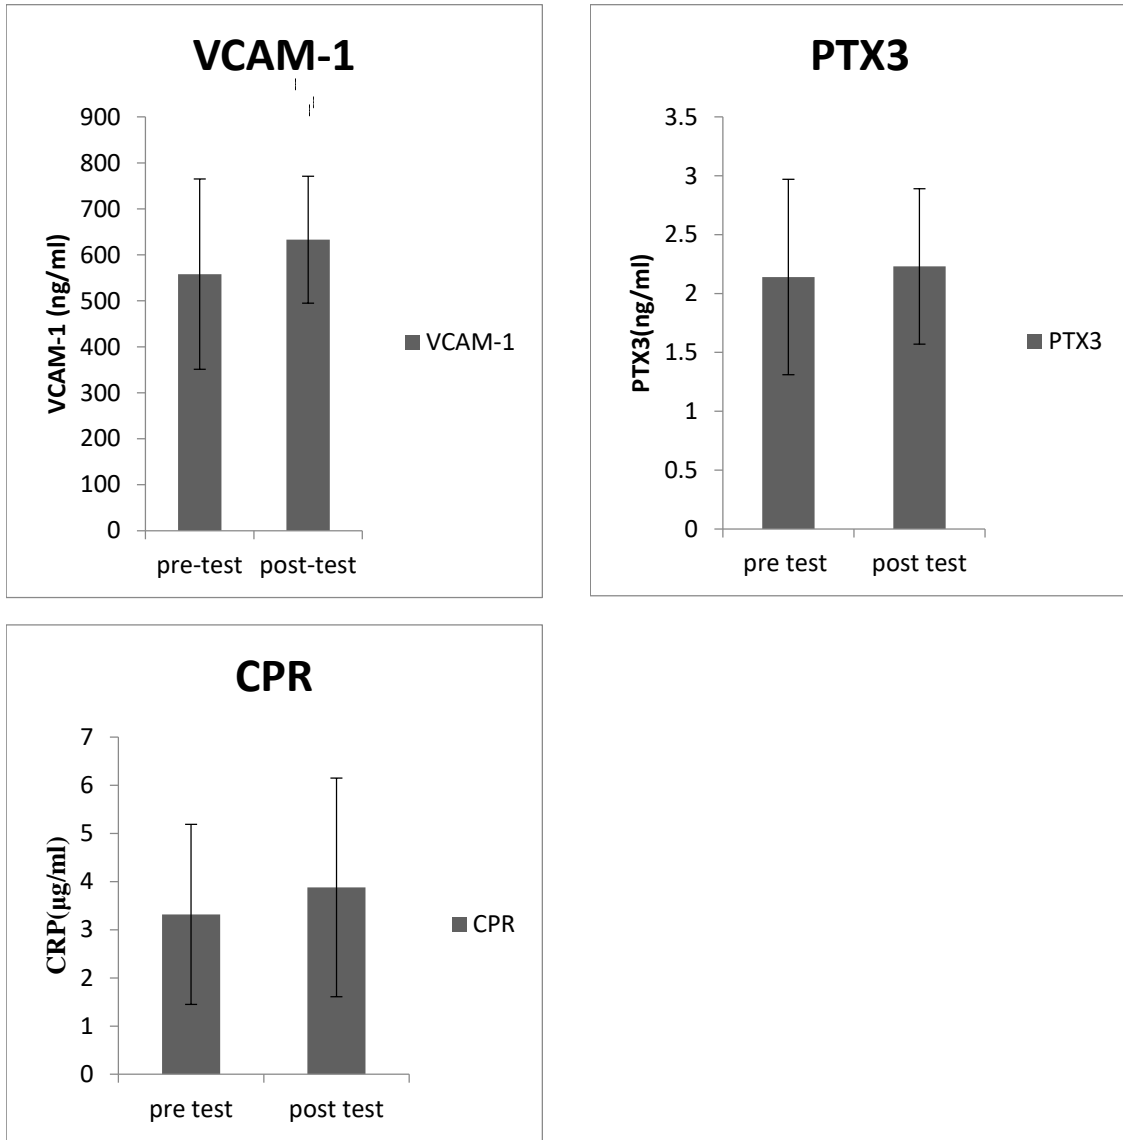 VCAM-1
900
800
700
600
500
400
300
200
100
0
VCAM-1 (ng/ml)
pre-test post-test
VCAM-1
PTX3
3.5
3
2.5
2
1.5
1
0.5
0
PTX3(ng/ml)
pre test post test
PTX3
CPR
7
6
5
4
3
2
1
0
CRP(µg/ml)
pre test post test
CPR